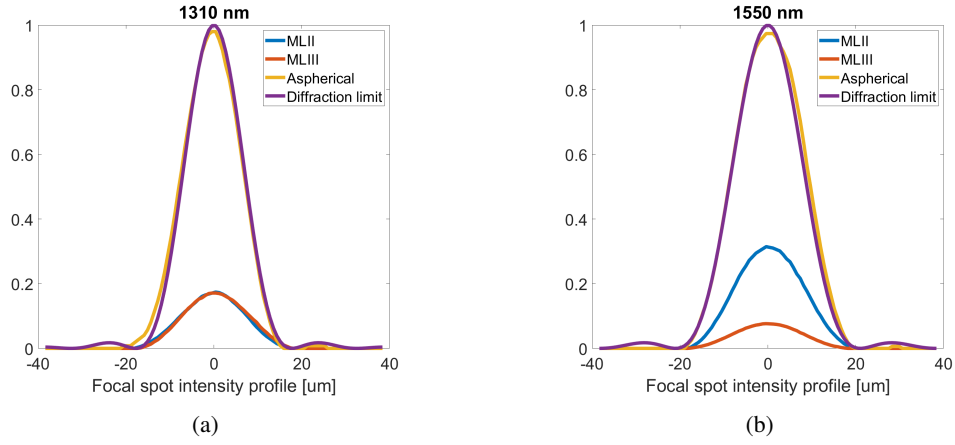 1310 nm
1
0.8
0.6
0.4
0.2
0
-40
-20
0
20
40
MLII
MLIII
Aspherical
Diffraction limit
Focal spot intensity profile [um]
(a)
1550 nm
1
0.8
0.6
0.4
0.2
0
-40
-20
0
20
40
MLII
MLIII
Aspherical
Diffraction limit
Focal spot intensity profile [um]
(b)